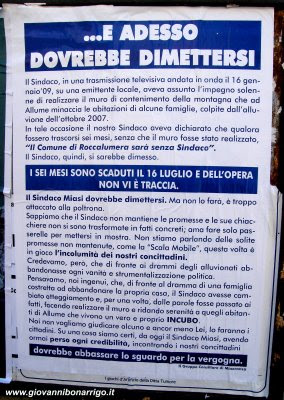 ...E ADESSO
DOVREBBE DIMETTERSI
Il Sindaco, in una trasmissione televisiva andata in onda il 16 gen-
naio'09, su una emittente locale, aveva assunto l'impegno solen-
ne di realizzare il muro di contenimento della montagna che ad
Allume minaccia le abitazioni di alcune famiglie, colpite dall'allu-
vione dell'ottobre 2007.
In tale occasione il nostro Sindaco aveva dichiarato che qualora
fossero trascorsi sei mesi, senza che il muro fosse stato realizzato,
"Il Comune di Roccalumera sarà senza Sindaco".
Il Sindaco, quindi, si sarebbe dimesso.
I SEI MESI SONO SCADUTI IL 16 LUGLIO E DELL'OPERA
NON VI È TRACCIA.
Il Sindaco Miasi dovrebbe dimettersi. Ma non lo farà, è troppo
attaccato alla poltrona.
Sappiamo che il Sindaco non mantiene le promesse e le sue chiac-
chiere non si sono trasformate in fatti concreti; ama fare solo pas-
serelle per mettersi in mostra. Non stiamo parlando delle solite
promesse non mantenute, come la "Scala Mobile", questa volta è
in gioco l'incolumità dei nostri concittadini.
Credevamo, però, che di fronte ai drammi degli alluvionati ab-
bandonasse ogni vanità e strumentalizzazione politica.
Pensavamo, noi ingenui, che, di fronte al dramma di una famiglia
costretta ad abbandonare la propria casa, il Sindaco avesse cam-
biato atteggiamento e, per una volta, delle parole fosse passato ai
fatti, facendo realizzare il muro e ridando serenità a quegli abitan-
ti di Allume che vivono un vero e proprio INCUBO.
Noi non vogliamo giudicare alcuno e ancor meno Lei, lo faranno i
cittadini. Su una cosa siamo certi, da oggi il Sindaco Miasi, avendo
ormai perso ogni credibilità, incontrando i nostri concittadini
dovrebbe abbassare lo sguardo per la vergogna.
Il Gruppo Consiliare di Minoranza
www.giovannibonarrigo.it